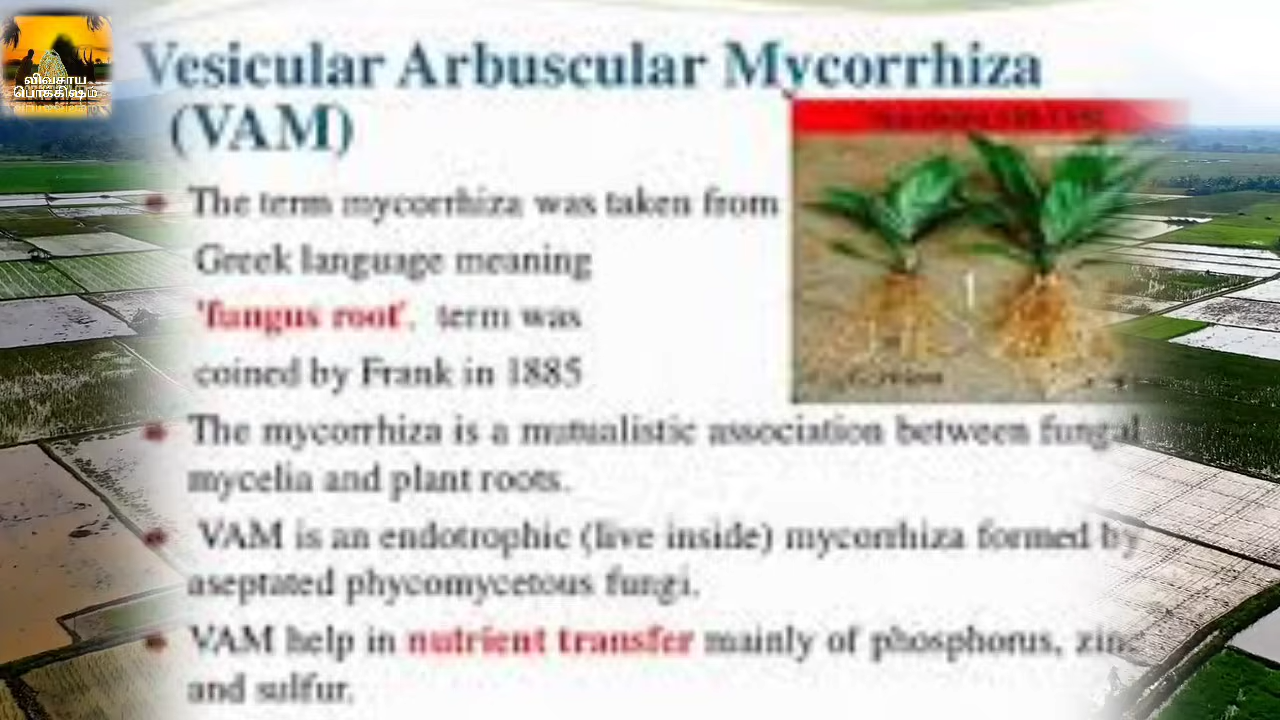 விவசாய
பொக்கிஷம்
Vesicular Arbuscular Mycorrhiza
(VAM)
The term mycorrhiza was taken from
Greek language meaning
'fungus root'. term was
coined by Frank in 1885
The mycorrhiza is a mutualistic association between fungal
mycelia and plant roots.
VAM is an endotrophic (live inside) mycorrhiza formed by
aseptated phycomycetous fungi.
VAM help in nutrient transfer mainly of phosphorus, zinc
and sulfur.